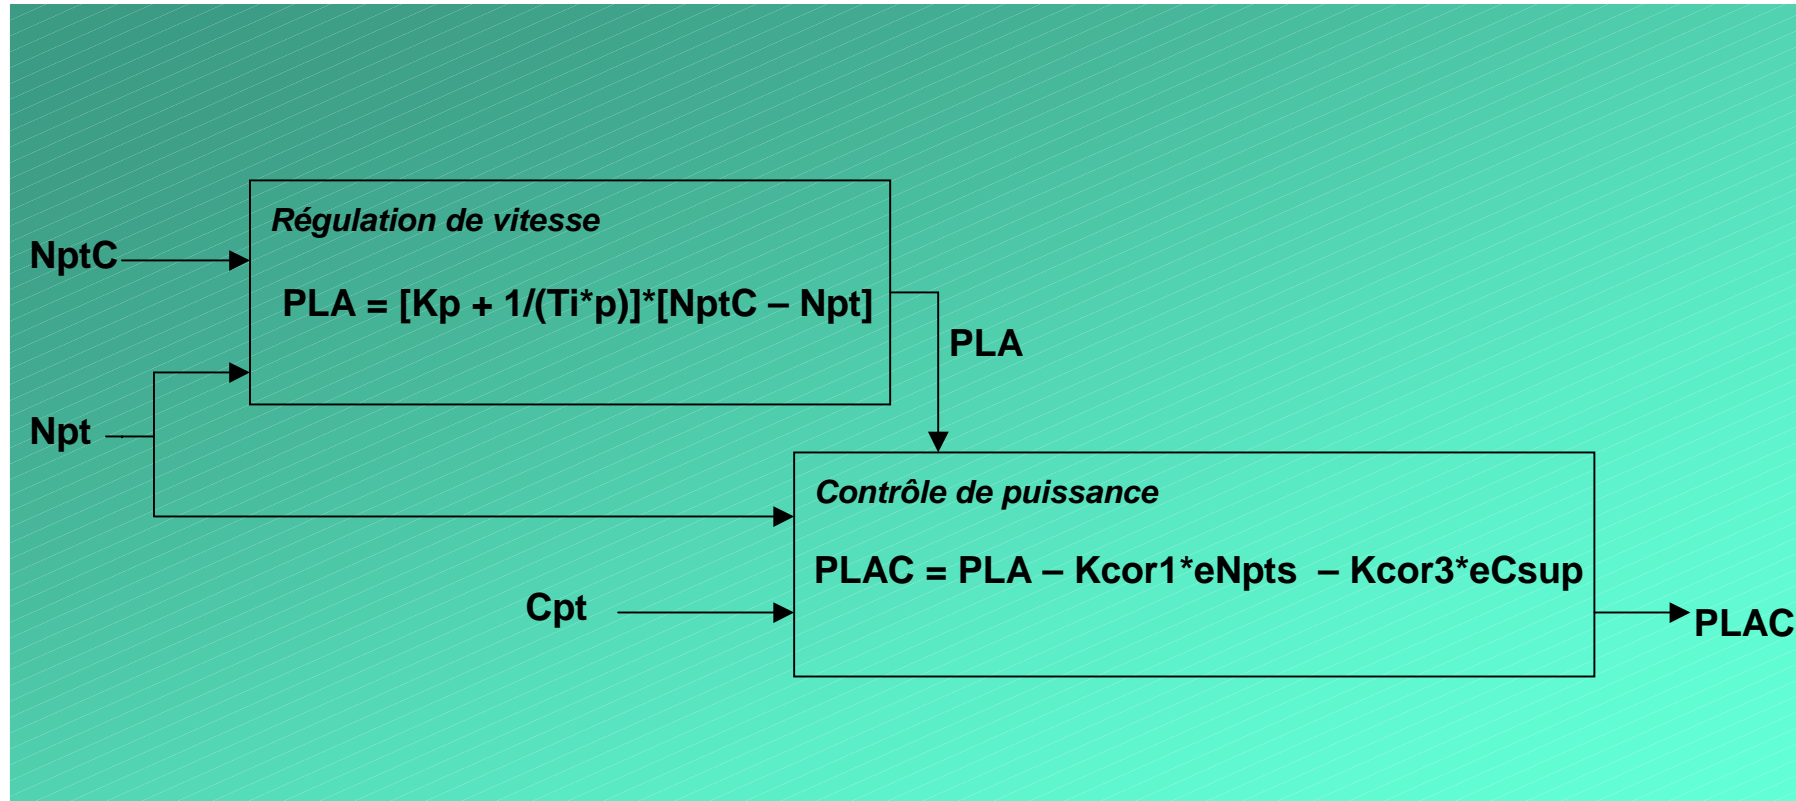 Régulation de vitesse
NptC
PLA = [Kp + 1/(Ti*p)]*[NptC – Npt]
PLA
Npt
Contrôle de puissance
PLAC = PLA – Kcor1*eNpts – Kcor3*eCsup
Cpt
PLAC